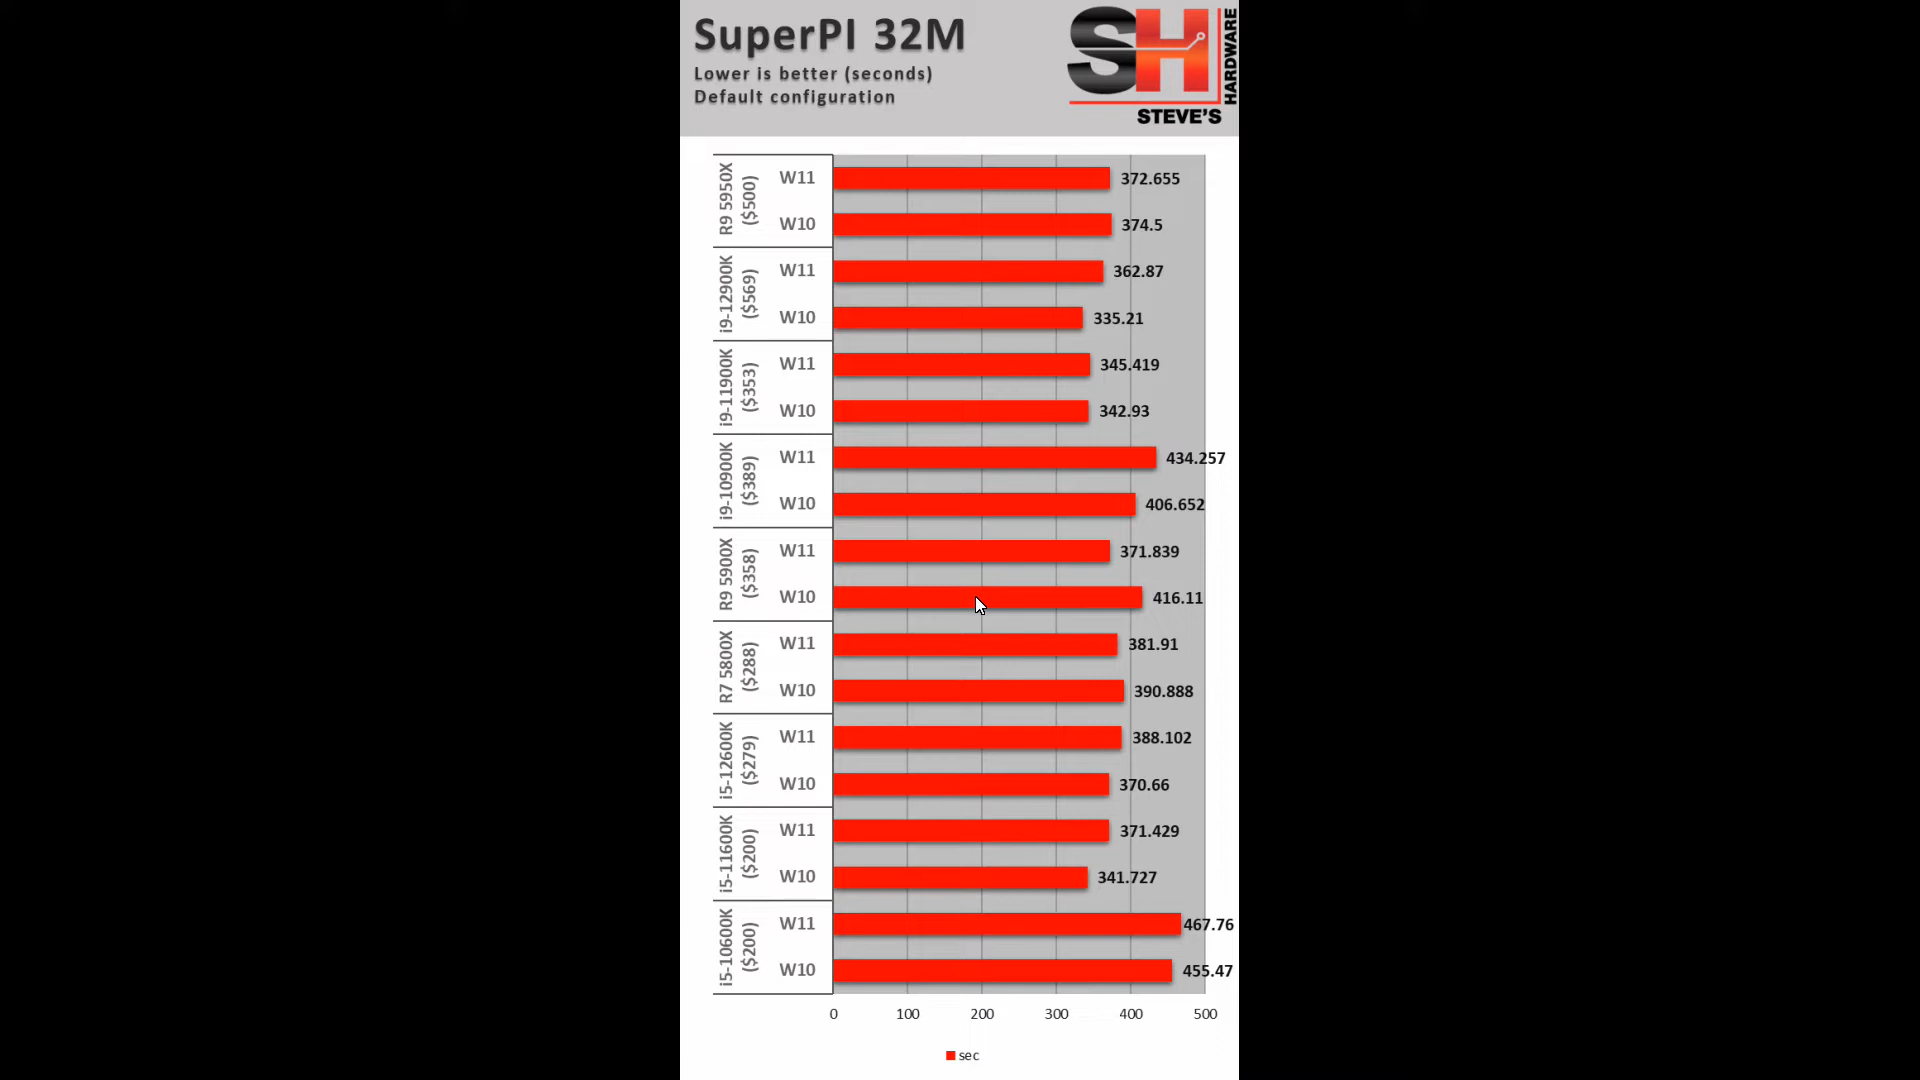 SuperPI 32M
Lower is better (seconds)
Default configuration
SH
HARDWARE
STEVE'S
R9 5950X
($500)
W11 372.655
W10 374.5
i9-12900K
($569)
W11 362.87
W10 335.21
i9-11900K
($353)
W11 345.419
W10 342.93
i9-10900K
($389)
W11 434.257
W10 406.652
R9 5900X
($358)
W11 371.839
W10 416.11
R7 5800X
($288)
W11 381.91
W10 390.888
i5-12600K
($279)
W11 388.102
W10 370.66
i5-11600K
($200)
W11 371.429
W10 341.727
i5-10600K
($200)
W11 467.76
W10 455.47
0 100 200 300 400 500
sec